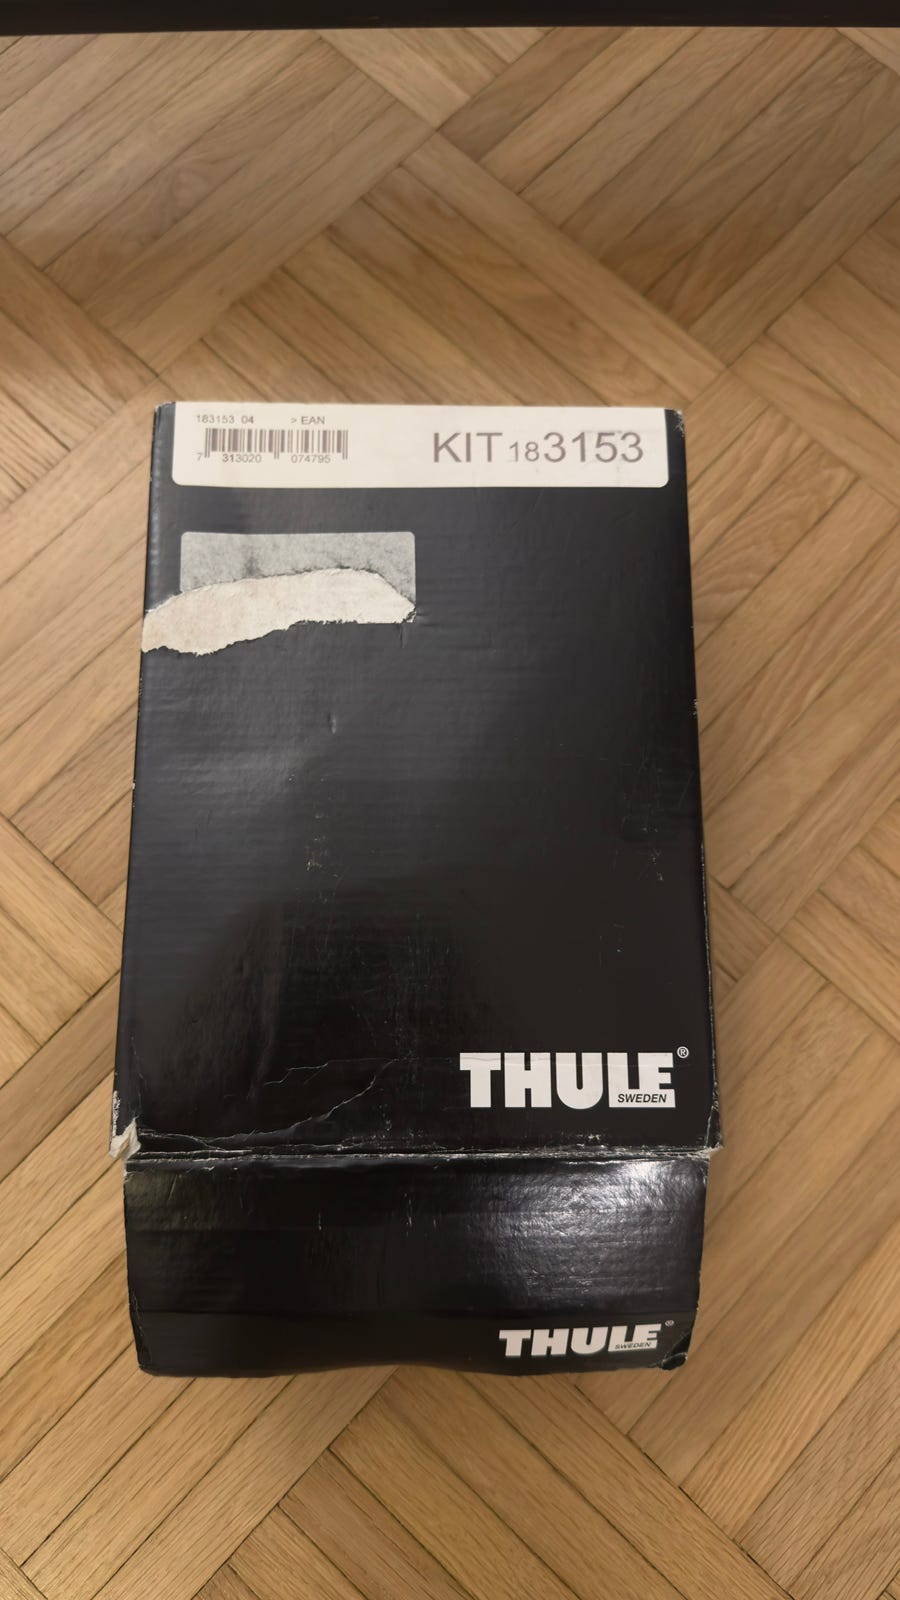 183153 04 > EAN
7 313020 074795
KIT 183153
THULE®
SWEDEN
THULE®
SWEDEN